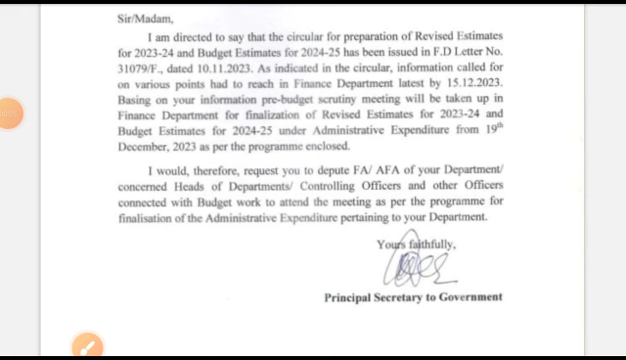 Sir/Madam,
I am directed to say that the circular for preparation of Revised Estimates
for 2023-24 and Budget Estimates for 2024-25 has been issued in F.D Letter No.
31079/F., dated 10.11.2023. As indicated in the circular, information called for
on various points had to reach in Finance Department latest by 15.12.2023.
Basing on your information pre-budget scrutiny meeting will be taken up in
Finance Department for finalization of Revised Estimates for 2023-24 and
Budget Estimates for 2024-25 under Administrative Expenditure from 19th
December, 2023 as per the programme enclosed.
I would, therefore, request you to depute FA/ AFA of your Department/
concerned Heads of Departments/ Controlling Officers and other Officers
connected with Budget work to attend the meeting as per the programme for
finalisation of the Administrative Expenditure pertaining to your Department.
Yours faithfully,
Principal Secretary to Government